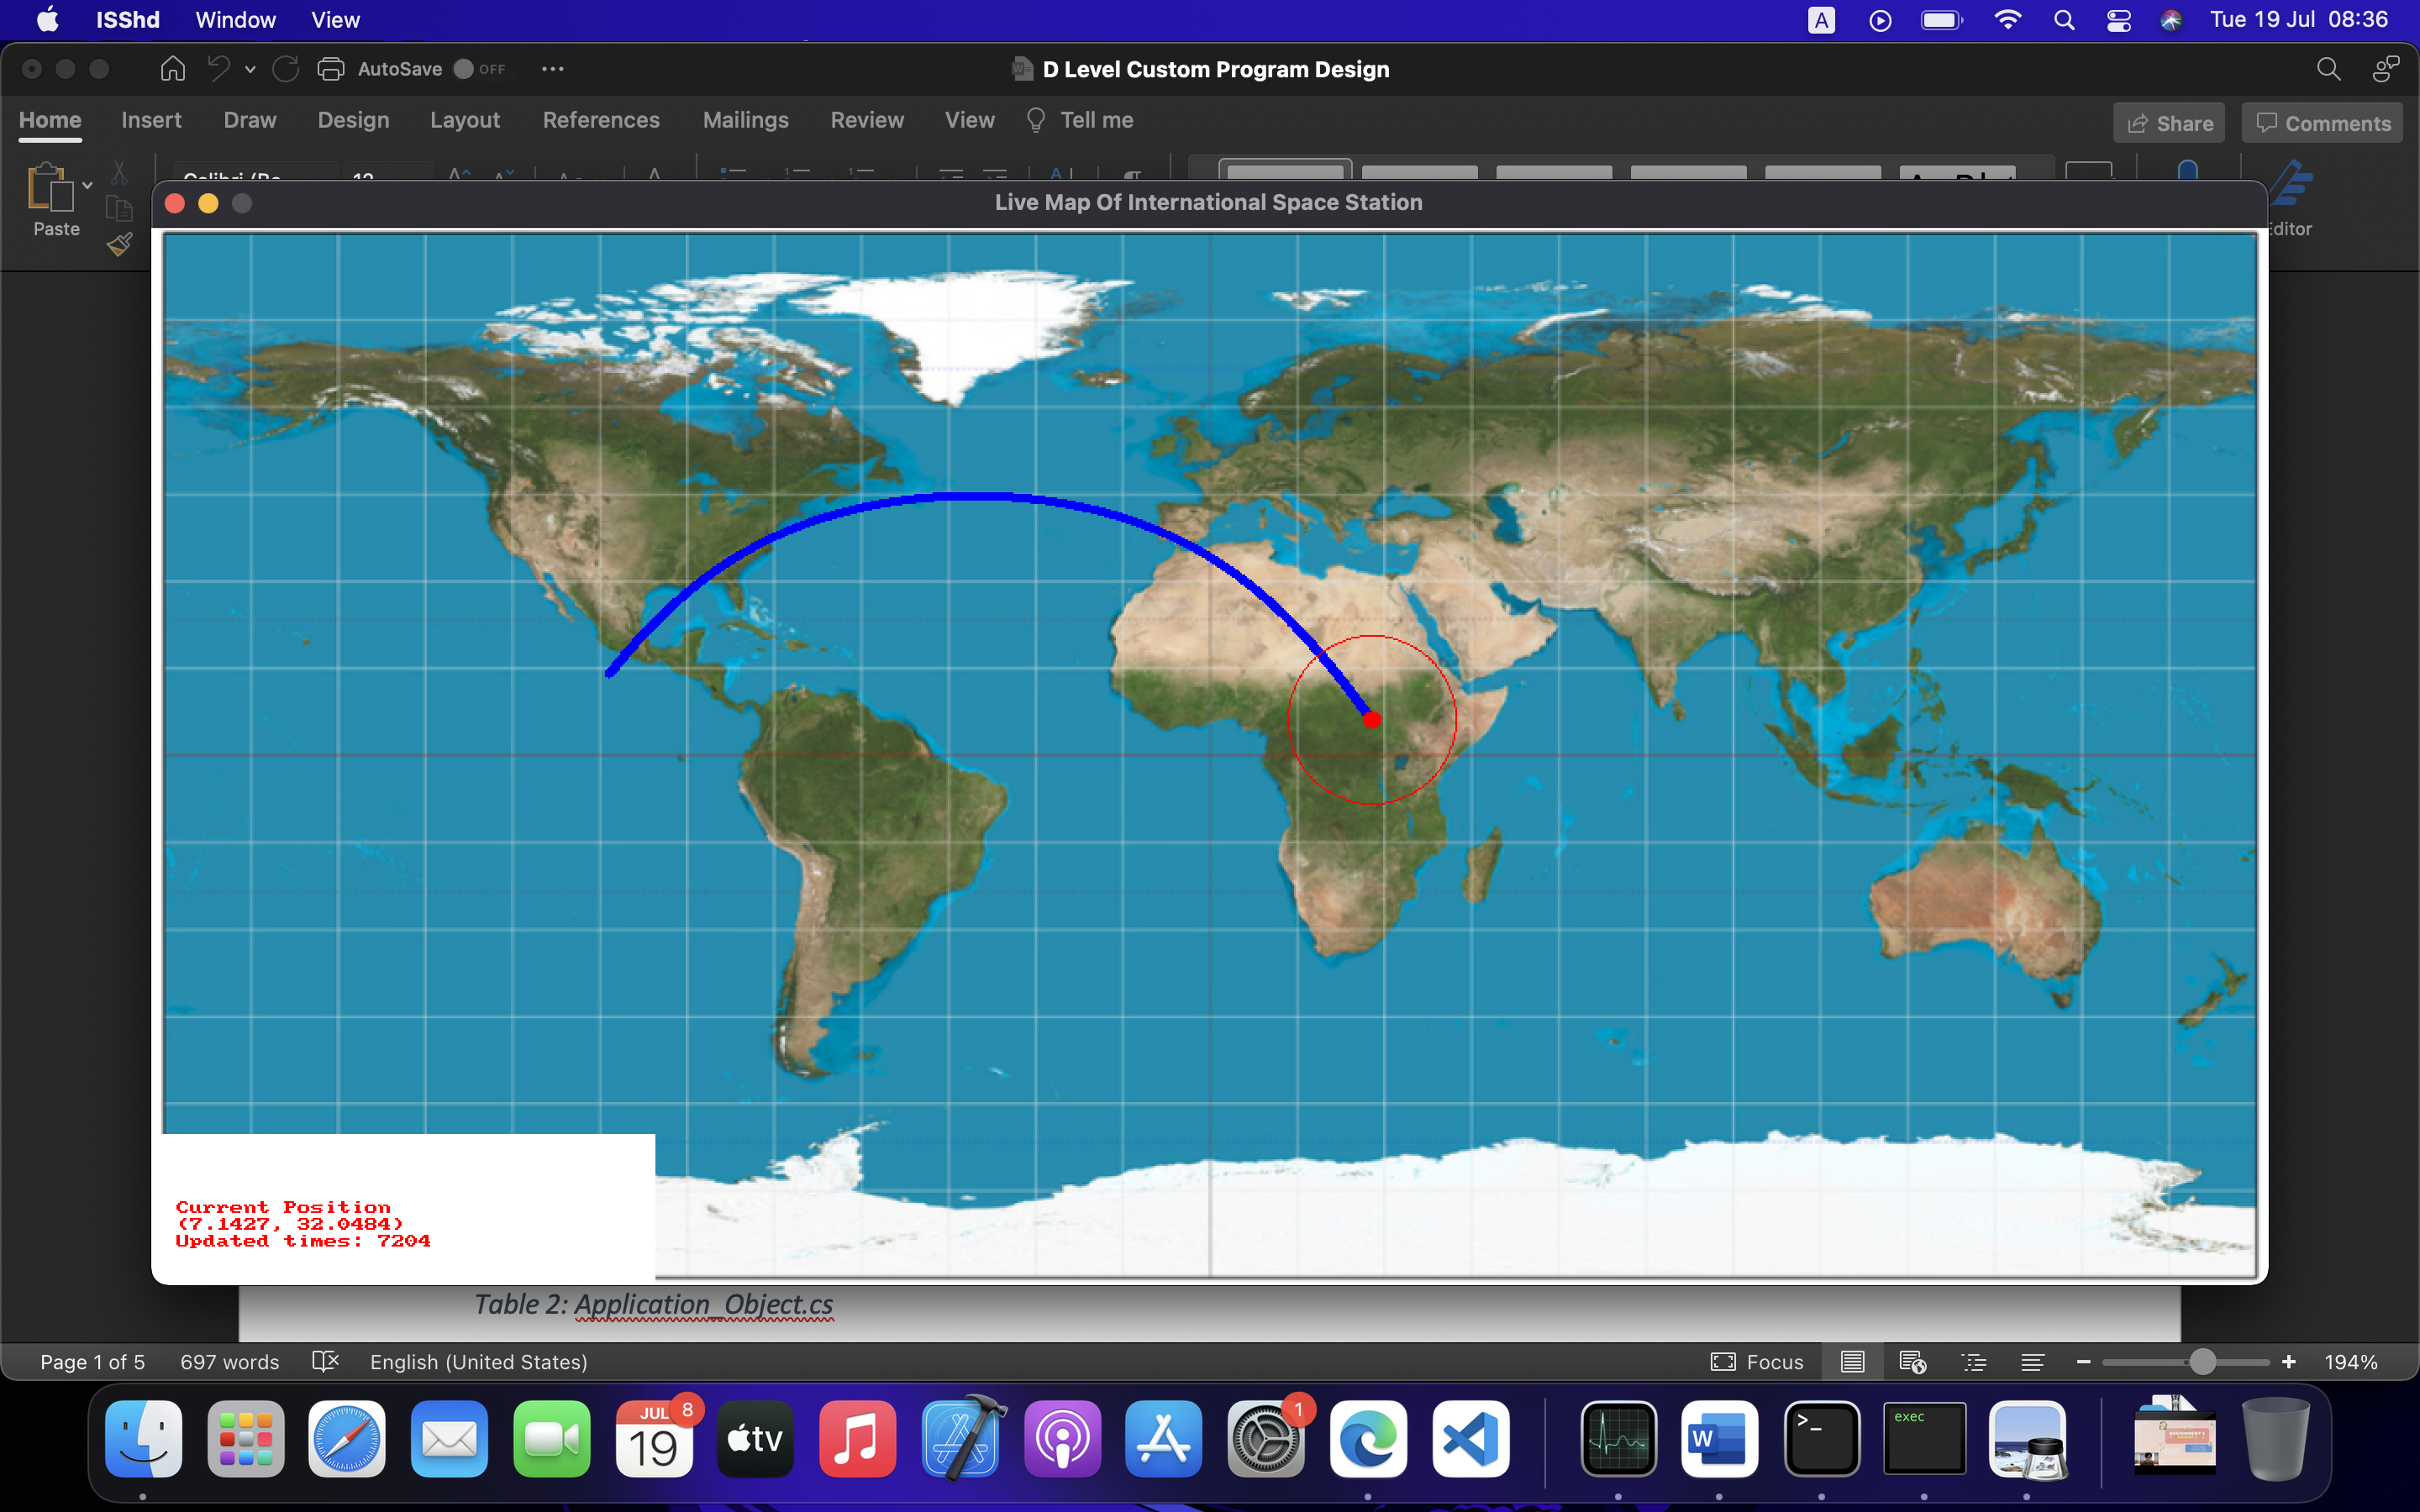 ISShd Window View A Tue 19 Jul 08:36
AutoSave OFF D Level Custom Program Design
Home Insert Draw Design Layout References Mailings Review View Tell me Share Comments
12
Paste
Live Map Of International Space Station
Current Position
(7.1427, 32.0484)
Updated times: 7204
Table 2: Application_Object.cs
Page 1 of 5 697 words English (United States) Focus 194%
JUL 8
19
tv
1
W
>_
exec